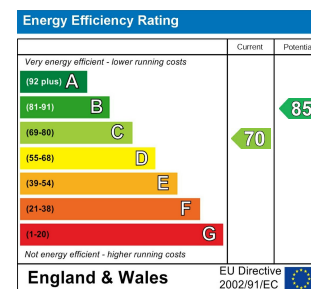 Energy Efficiency Rating
Current Potentia
Very energy efficient - lower running costs
(92 plus) A
(81-91) B
85
(69-80) C
70
(55-68) D
(39-54) E
(21-38) F
(1-20) G
Not energy efficient - higher running costs
England & Wales
EU Directive
2002/91/EC